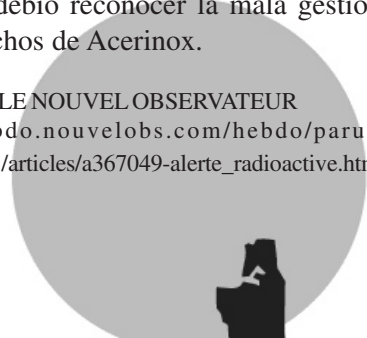 debió reconocer la mala gestió
chos de Acerinox.
LE NOUVEL OBSERVATEUR
do.nouvelobs.com/hebdo/paru
/articles/a367049-alerte_radioactive.htm